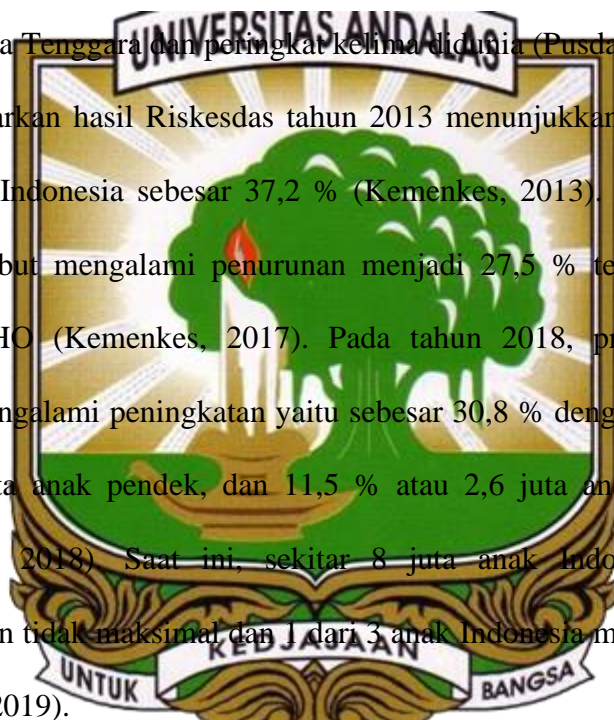 UNIVERSITAS ANDALAS
a Tenggara dan peringkat kelima didunia (Pusda
arkan hasil Riskesdas tahun 2013 menunjukkan
Indonesia sebesar 37,2 % (Kemenkes, 2013).
but mengalami penurunan menjadi 27,5 % te
HO (Kemenkes, 2017). Pada tahun 2018, pr
ngalami peningkatan yaitu sebesar 30,8 % deng
ta anak pendek, dan 11,5 % atau 2,6 juta an
2018). Saat ini, sekitar 8 juta anak Indo
n tidak maksimal dan 1 dari 3 anak Indonesia m
UNTUK KEDJAJAAN BANGSA
2019).